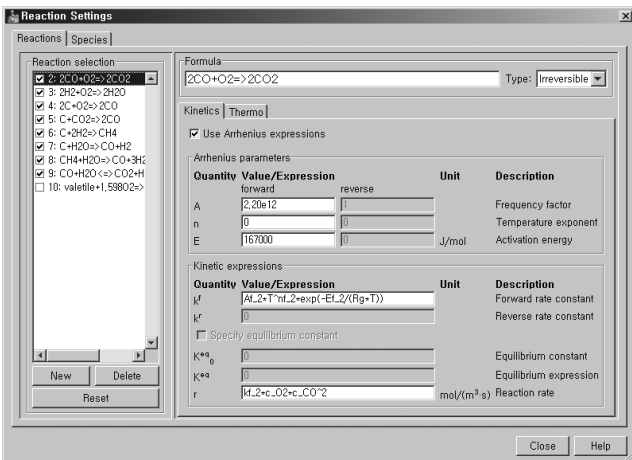 Reaction Settings
Reactions Species
Reaction selection
2: 2CO+O2=>2CO2
3: 2H2+O2=>2H2O
4: 2C+O2=>2CO
5: C+CO2=>2CO
6: C+2H2=>CH4
7: C+H2O=>CO+H2
8: CH4+H2O=>CO+3H2
9: CO+H2O<=>CO2+H
10: valetile+1,598O2=>
New Delete
Reset
Formula
2CO+O2=>2CO2 Type: Irreversible
Kinetics Thermo
Use Arrhenius expressions
Arrhenius parameters
Quantity Value/Expression Unit Description
forward reverse
A 2,20e12 1 Frequency factor
n 0 0 Temperature exponent
E 167000 0 J/mol Activation energy
Kinetic expressions
Quantity Value/Expression Unit Description
k^f Af_2*T^nf_2*exp(-Ef_2/(Rg*T)) Forward rate constant
k^r 0 Reverse rate constant
Specify equilibrium constant
K^eq_0 0 Equilibrium constant
K^eq 0 Equilibrium expression
r kf_2*c_O2*c_CO^2 mol/(m³·s) Reaction rate
Close Help